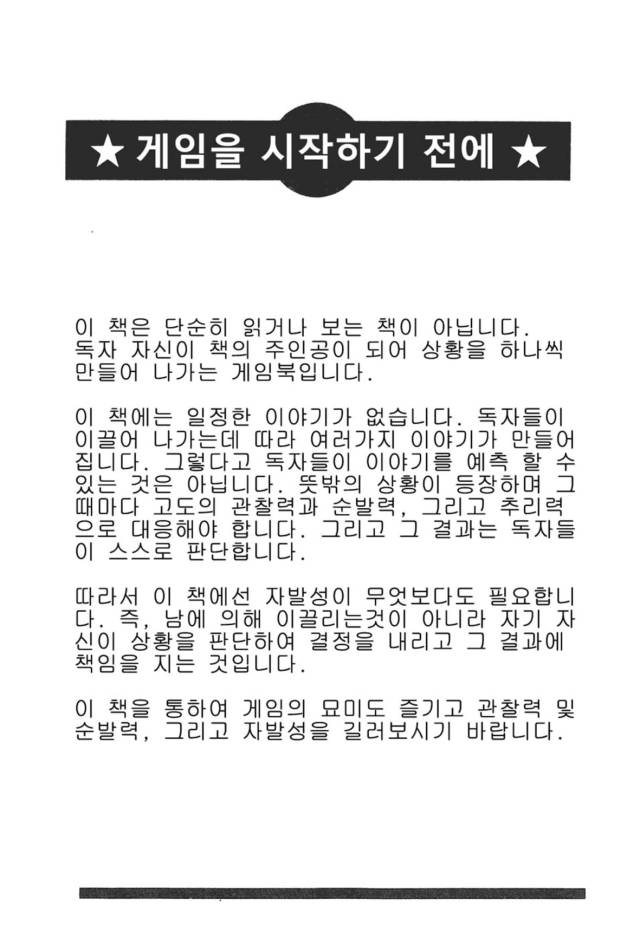 ★ 게임을 시작하기 전에 ★
이 책은 단순히 읽거나 보는 책이 아닙니다.
독자 자신이 책의 주인공이 되어 상황을 하나씩
만들어 나가는 게임북입니다.
이 책에는 일정한 이야기가 없습니다. 독자들이
이끌어 나가는데 따라 여러가지 이야기가 만들어
집니다. 그렇다고 독자들이 이야기를 예측 할 수
있는 것은 아닙니다. 뜻밖의 상황이 등장하며 그
때마다 고도의 관찰력과 순발력, 그리고 추리력
으로 대응해야 합니다. 그리고 그 결과는 독자들
이 스스로 판단합니다.
따라서 이 책에선 자발성이 무엇보다도 필요합니
다. 즉, 남에 의해 이끌리는것이 아니라 자기 자
신이 상황을 판단하여 결정을 내리고 그 결과에
책임을 지는 것입니다.
이 책을 통하여 게임의 묘미도 즐기고 관찰력 및
순발력, 그리고 자발성을 길러보시기 바랍니다.